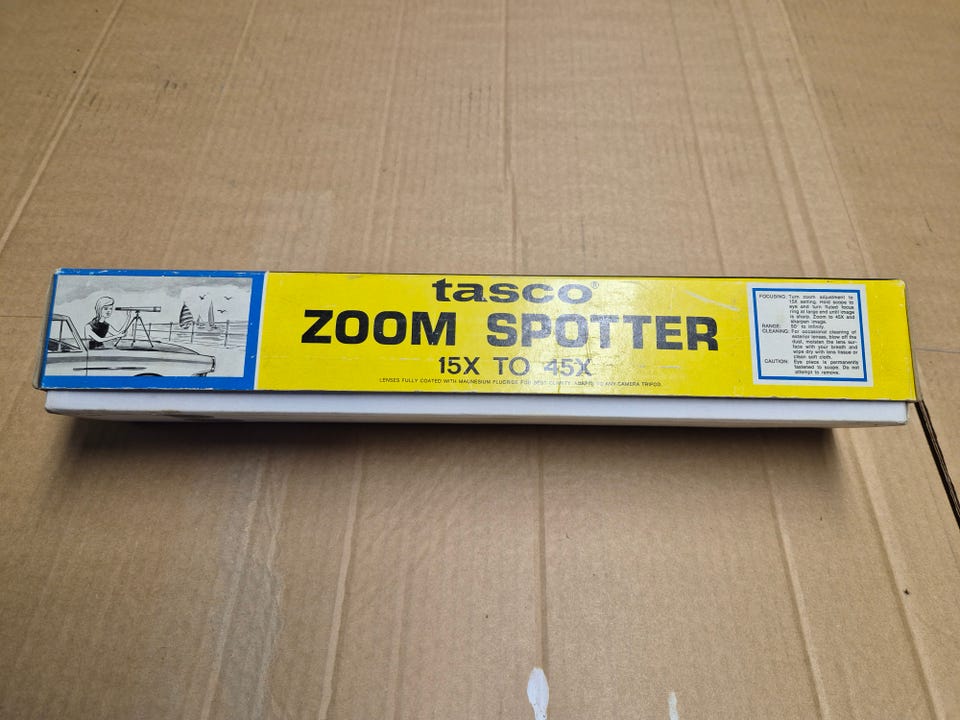 tasco®
ZOOM SPOTTER
15X TO 45X
LENSES FULLY COATED WITH MAGNESIUM FLUORIDE FOR BEST CLARITY. ADAPTS TO ANY CAMERA TRIPOD.
FOCUSING: Turn zoom adjustment to
15X setting. Hold scope to
eye and turn fluted focus
ring at large end until image
is sharp. Zoom to 45X and
sharpen image.
RANGE: 50' to infinity.
CLEANING: For occasional cleaning of
exterior lenses, blow off the
dust, moisten the lens sur-
face with your breath and
wipe dry with lens tissue or
clean soft cloth.
CAUTION: Eye place is permanently
fastened to scope. Do not
attempt to remove.